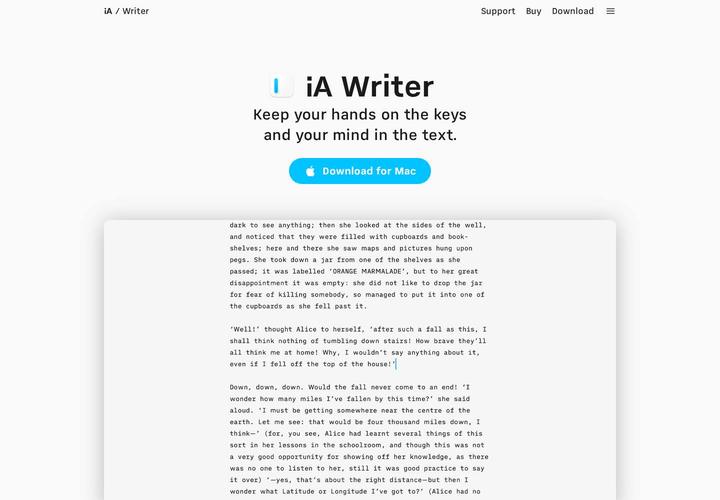 iA / Writer
Support Buy Download
iA Writer
Keep your hands on the keys
and your mind in the text.
Download for Mac
dark to see anything; then she looked at the sides of the well,
and noticed that they were filled with cupboards and book-
shelves; here and there she saw maps and pictures hung upon
pegs. She took down a jar from one of the shelves as she
passed; it was labelled ‘ORANGE MARMALADE’, but to her great
disappointment it was empty: she did not like to drop the jar
for fear of killing somebody, so managed to put it into one of
the cupboards as she fell past it.
‘Well!’ thought Alice to herself, ‘after such a fall as this, I
shall think nothing of tumbling down stairs! How brave they’ll
all think me at home! Why, I wouldn’t say anything about it,
even if I fell off the top of the house!’
Down, down, down. Would the fall never come to an end! ‘I
wonder how many miles I’ve fallen by this time?’ she said
aloud. ‘I must be getting somewhere near the centre of the
earth. Let me see: that would be four thousand miles down, I
think—’ (for, you see, Alice had learnt several things of this
sort in her lessons in the schoolroom, and though this was not
a very good opportunity for showing off her knowledge, as there
was no one to listen to her, still it was good practice to say
it over) ‘—yes, that’s about the right distance—but then I
wonder what Latitude or Longitude I’ve got to?’ (Alice had no